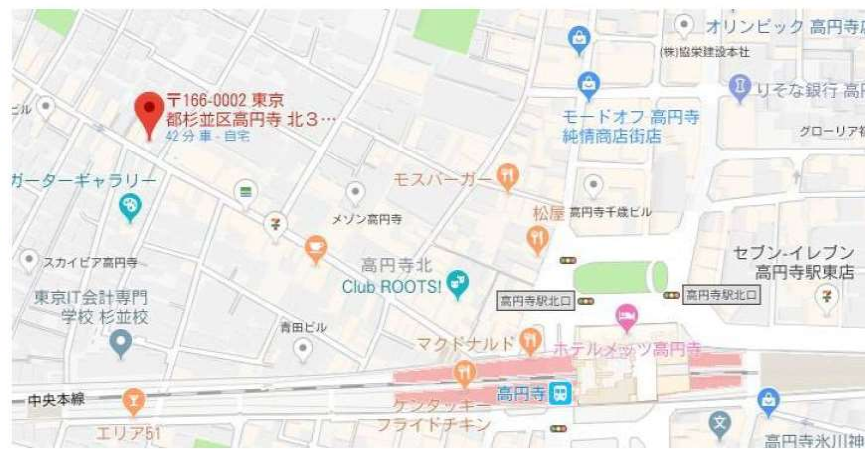 オリンピック 高円寺店
(株)協栄建設本社
りそな銀行 高円
〒166-0002 東京
都杉並区高円寺 北3…
42 分 車 - 自宅
ビル
モードオフ 高円寺
純情商店街店
グローリア初
ガーターギャラリー
モスバーガー
メゾン高円寺
松屋
高円寺千歳ビル
スカイピア高円寺
高円寺北
Club ROOTS!
セブン-イレブン
高円寺駅東店
高円寺駅北口
高円寺駅北口
東京IT会計専門
学校 杉並校
青田ビル
マクドナルド
ホテルメッツ高円寺
中央本線
高円寺
ケンタッキー
フライドチキン
エリア51
高円寺氷川神